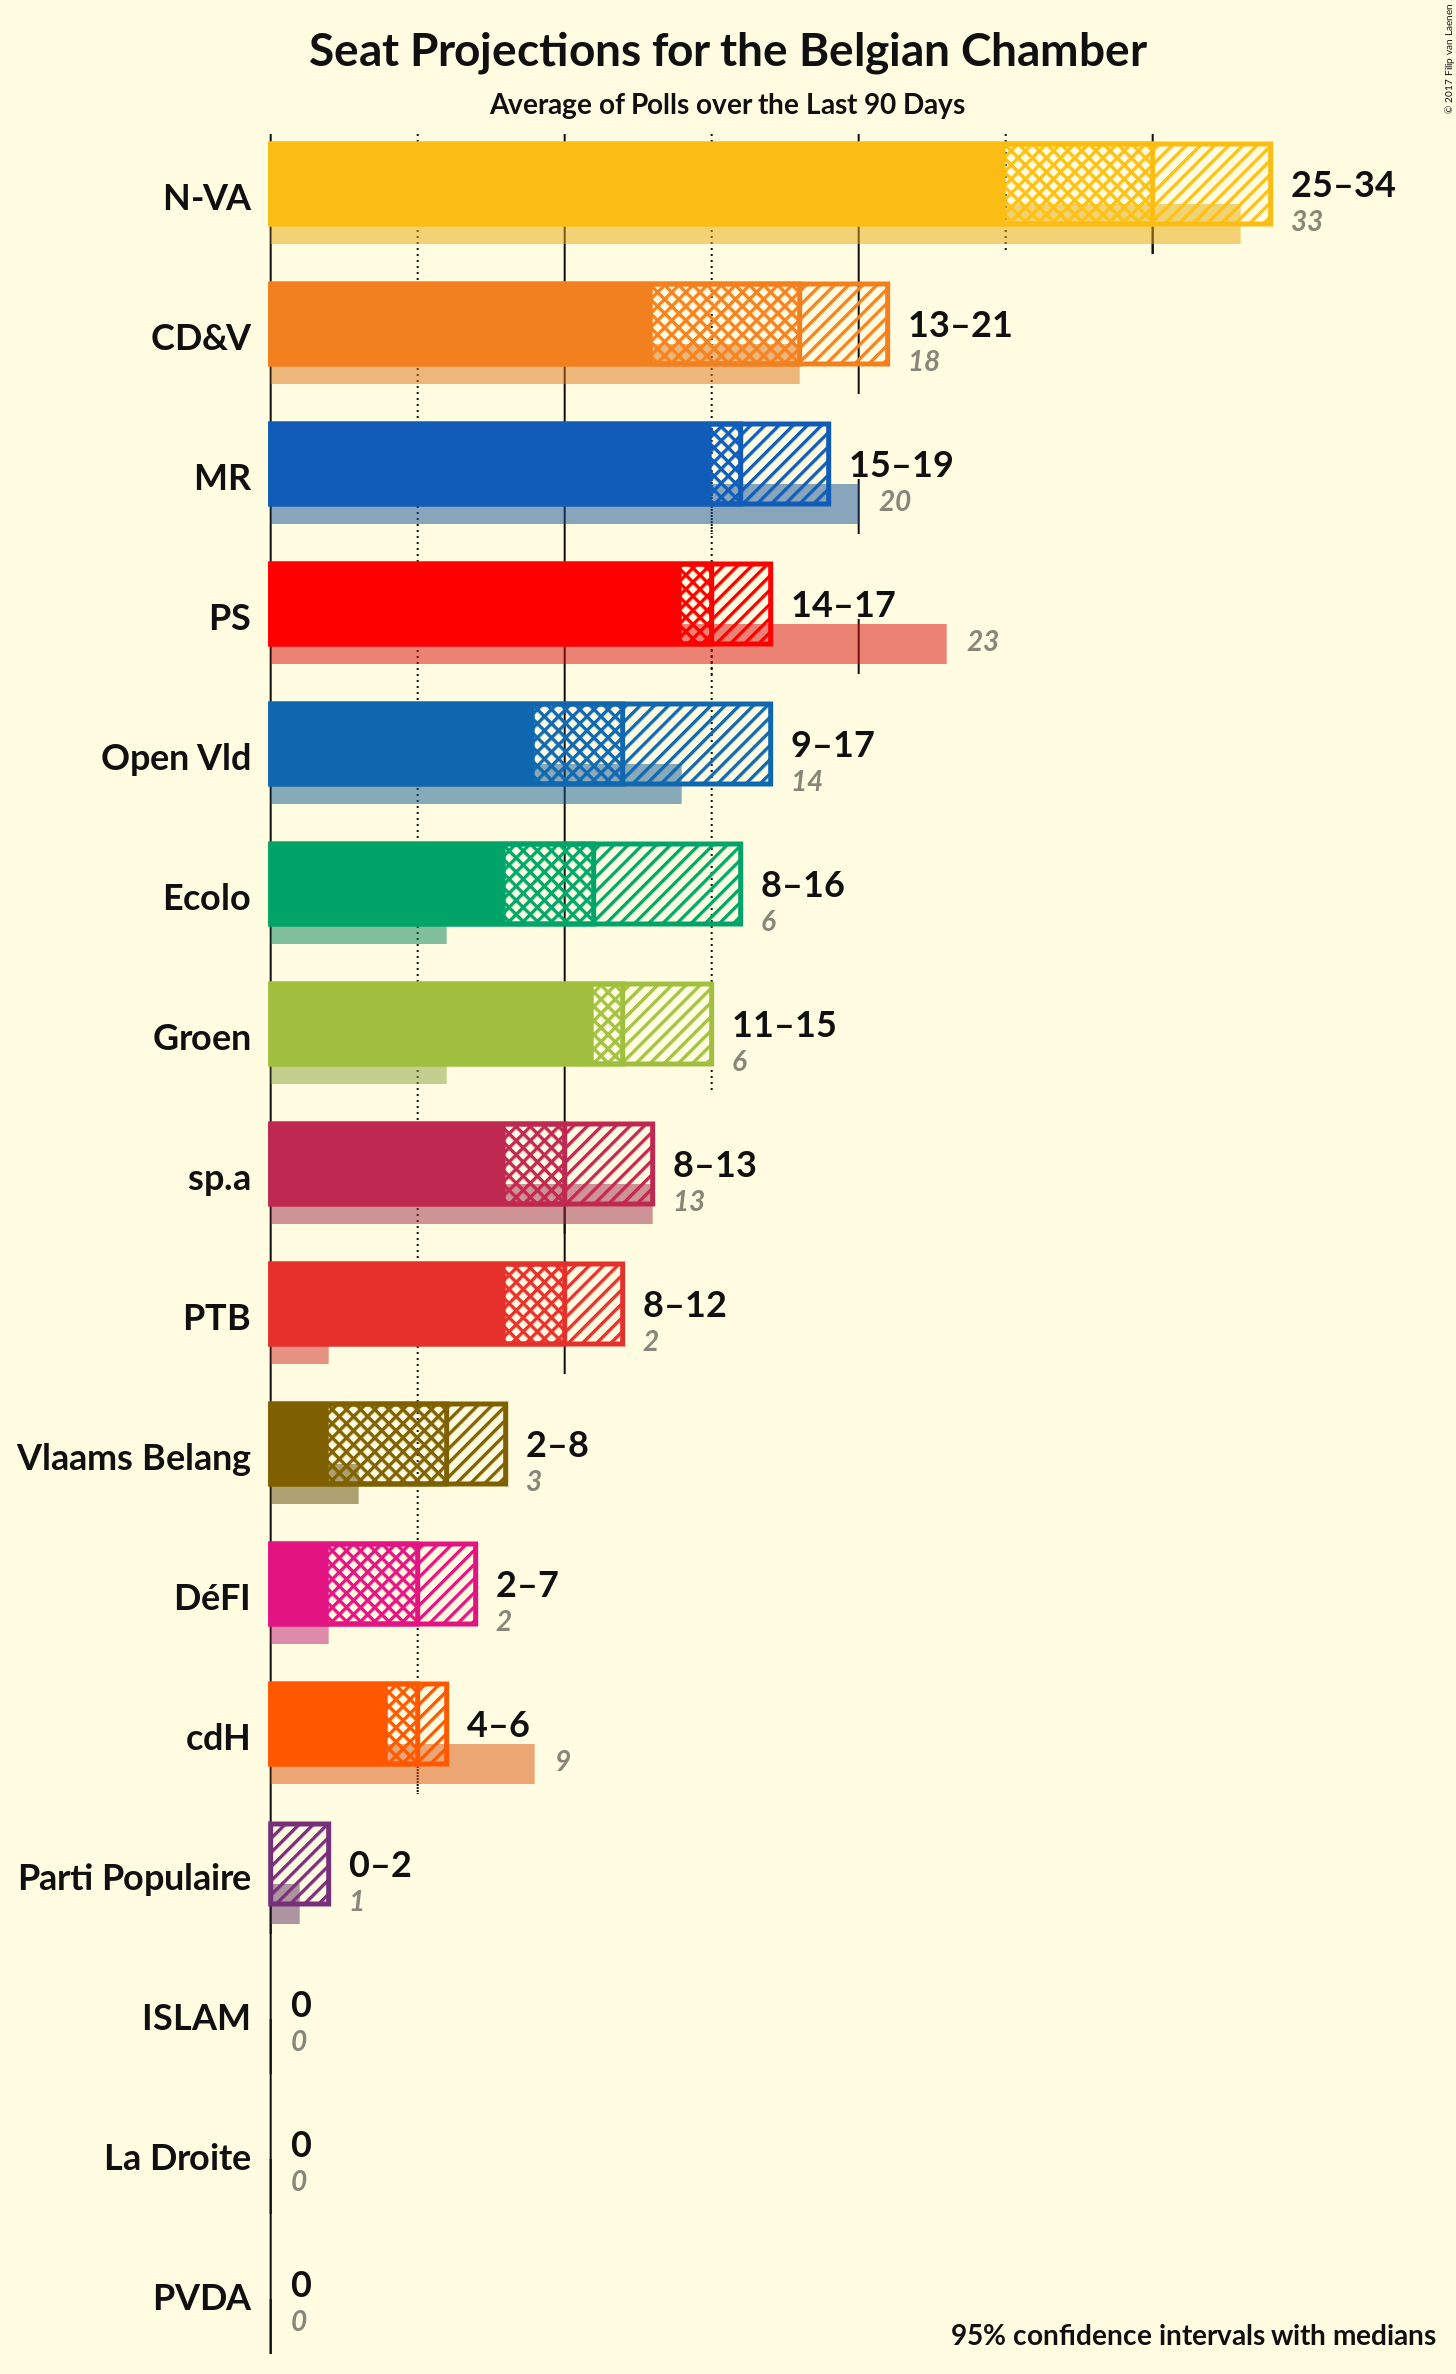 © 2017 Filip van Laenen
Seat Projections for the Belgian Chamber
Average of Polls over the Last 90 Days
N-VA
25–34
33
CD&V
13–21
18
MR
15–19
20
PS
14–17
23
Open Vld
9–17
14
Ecolo
8–16
6
Groen
11–15
6
sp.a
8–13
13
PTB
8–12
2
Vlaams Belang
2–8
3
DéFI
2–7
2
cdH
4–6
9
Parti Populaire
0–2
1
ISLAM
0
0
La Droite
0
0
PVDA
0
0
95% confidence intervals with medians